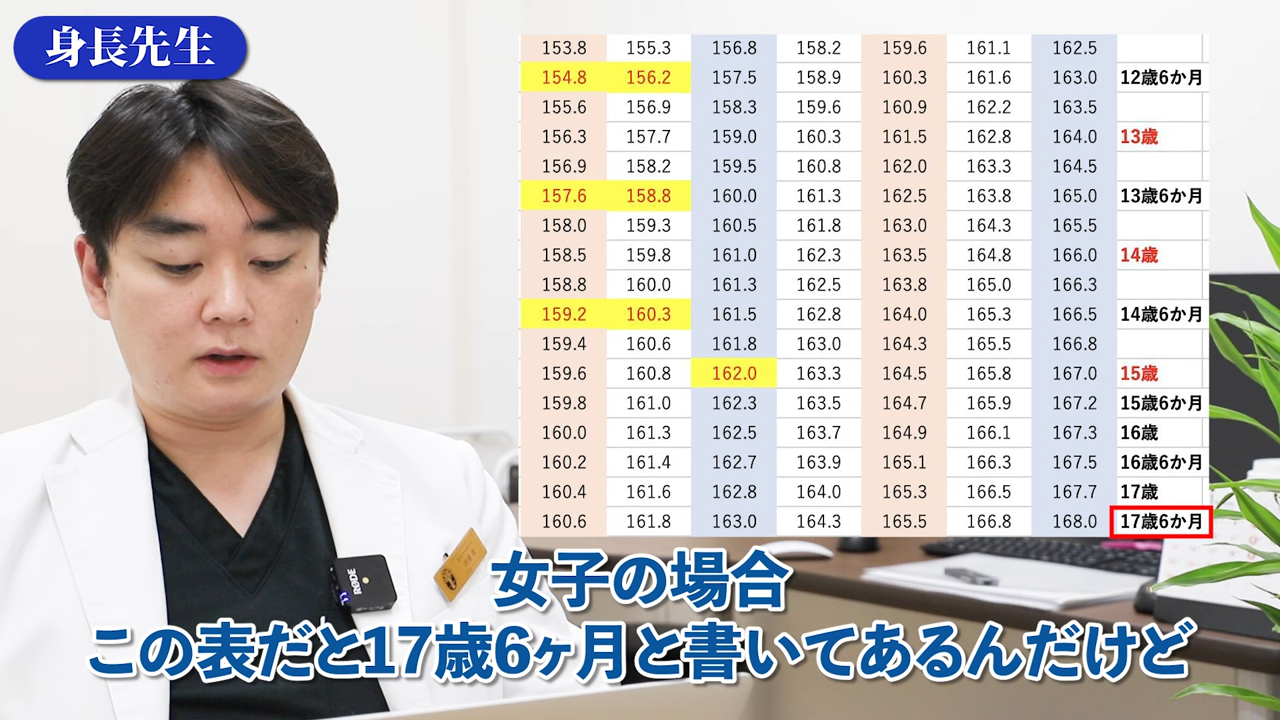 身長先生
153.8 155.3 156.8 158.2 159.6 161.1 162.5
154.8 156.2 157.5 158.9 160.3 161.6 163.0 12歳6か月
155.6 156.9 158.3 159.6 160.9 162.2 163.5
156.3 157.7 159.0 160.3 161.5 162.8 164.0 13歳
156.9 158.2 159.5 160.8 162.0 163.3 164.5
157.6 158.8 160.0 161.3 162.5 163.8 165.0 13歳6か月
158.0 159.3 160.5 161.8 163.0 164.3 165.5
158.5 159.8 161.0 162.3 163.5 164.8 166.0 14歳
158.8 160.0 161.3 162.5 163.8 165.0 166.3
159.2 160.3 161.5 162.8 164.0 165.3 166.5 14歳6か月
159.4 160.6 161.8 163.0 164.3 165.5 166.8
159.6 160.8 162.0 163.3 164.5 165.8 167.0 15歳
159.8 161.0 162.3 163.5 164.7 165.9 167.2 15歳6か月
160.0 161.3 162.5 163.7 164.9 166.1 167.3 16歳
160.2 161.4 162.7 163.9 165.1 166.3 167.5 16歳6か月
160.4 161.6 162.8 164.0 165.3 166.5 167.7 17歳
160.6 161.8 163.0 164.3 165.5 166.8 168.0 17歳6か月
RØDE
女子の場合
この表だと17歳6ヶ月と書いてあるんだけど